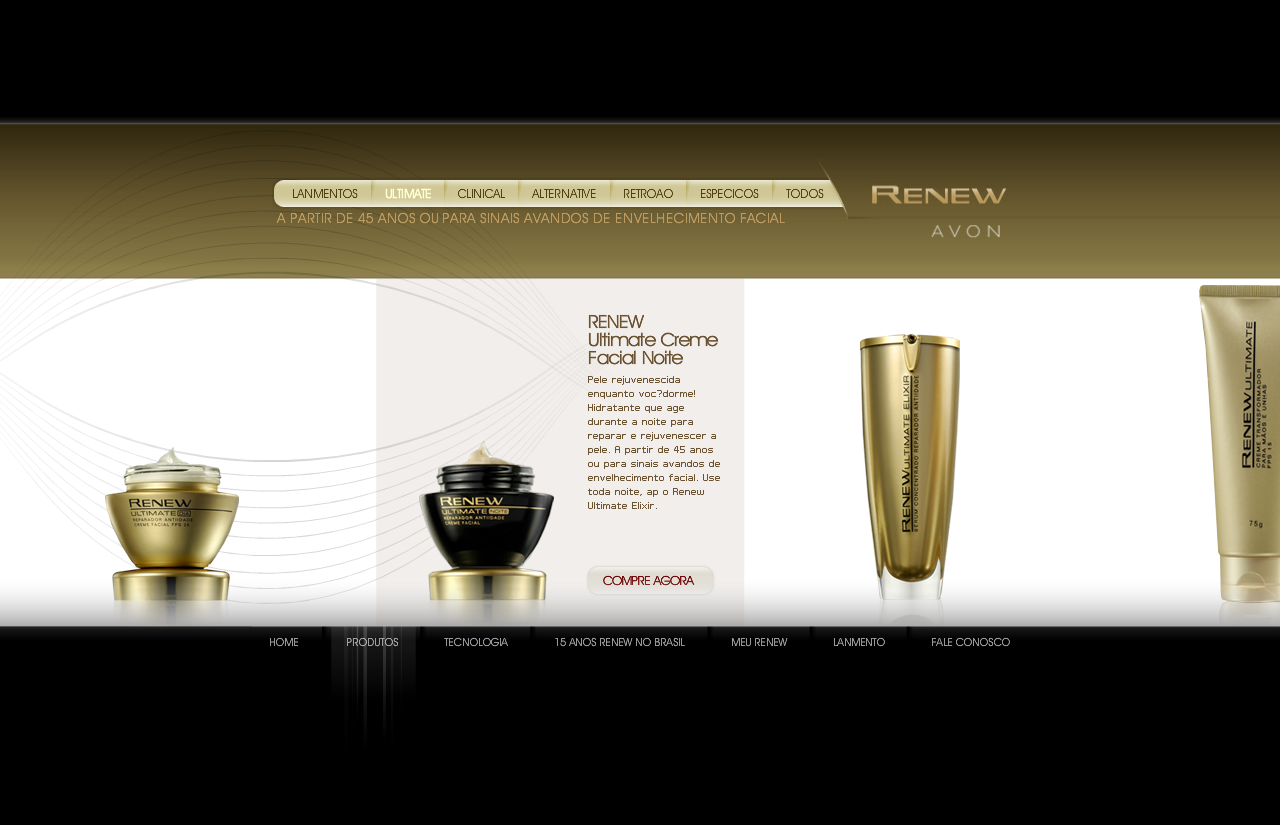 LANMENTOS ULTIMATE CLINICAL ALTERNATIVE RETROAO ESPECICOS TODOS
RENEW
A PARTIR DE 45 ANOS OU PARA SINAIS AVANDOS DE ENVELHECIMENTO FACIAL
AVON
RENEW
Ultimate Creme
Facial Noite
Pele rejuvenescida
enquanto voc?dorme!
Hidratante que age
durante a noite para
reparar e rejuvenescer a
pele. A partir de 45 anos
ou para sinais avandos de
envelhecimento facial. Use
toda noite, ap o Renew
Ultimate Elixir.
COMPRE AGORA
RENEW
ULTIMATE DIA
REPARADOR ANTIIDADE
CREME FACIAL FPS 25
RENEW
ULTIMATE NOITE
REPARADOR ANTIIDADE
CREME FACIAL
RENEW ULTIMATE ELIXIR
SÉRUM CONCENTRADO REPARADOR ANTIIDADE
RENEW ULTIMATE
CREME TRANSFORMADOR
PARA MÃOS E UNHAS
FPS 15
75g
HOME PRODUTOS TECNOLOGIA 15 ANOS RENEW NO BRASIL MEU RENEW LANMENTO FALE CONOSCO